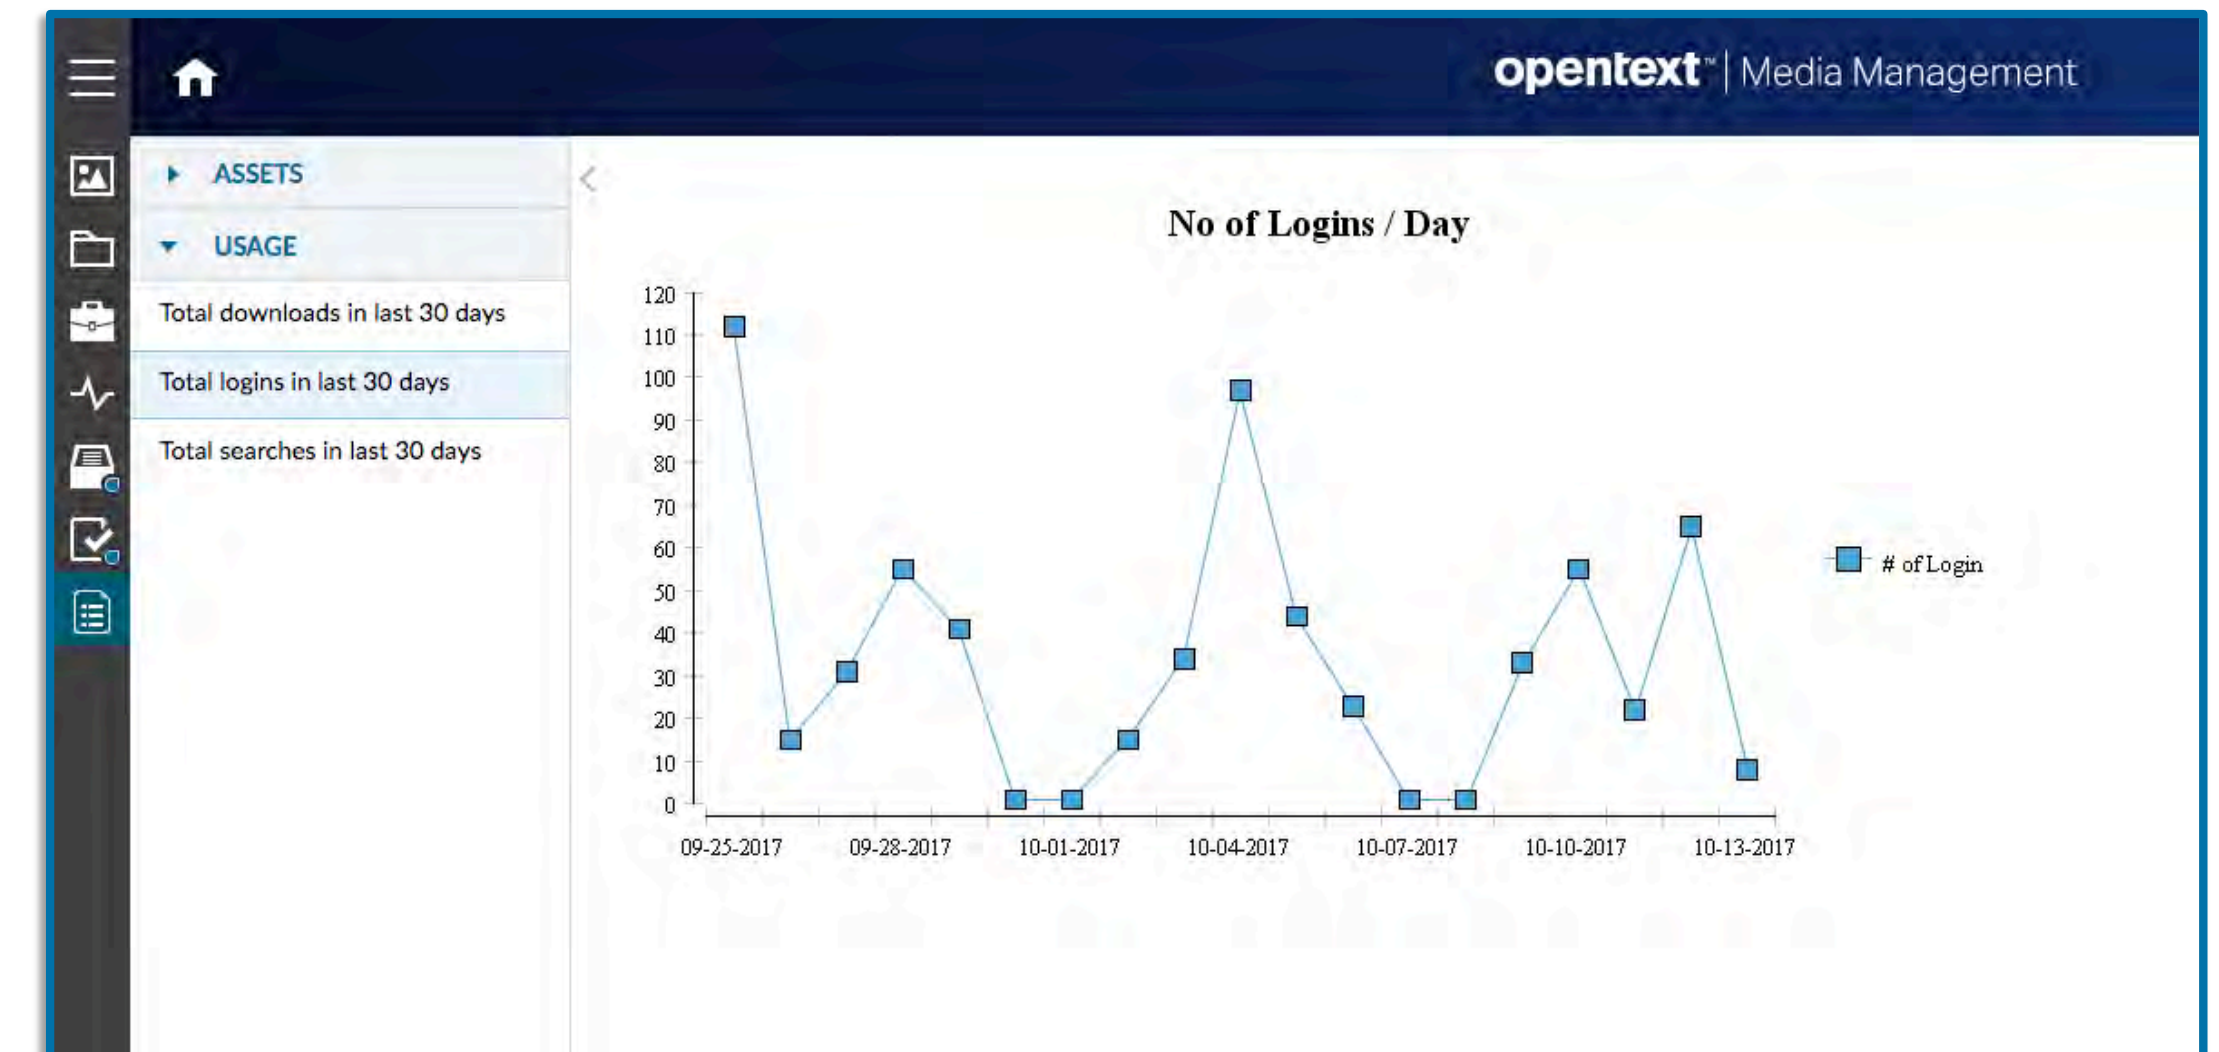 opentext™ | Media Management
ASSETS
USAGE
Total downloads in last 30 days
Total logins in last 30 days
Total searches in last 30 days
No of Logins / Day
120
110
100
90
80
70
60
50
40
30
20
10
0
09-25-2017 09-28-2017 10-01-2017 10-04-2017 10-07-2017 10-10-2017 10-13-2017
# of Login